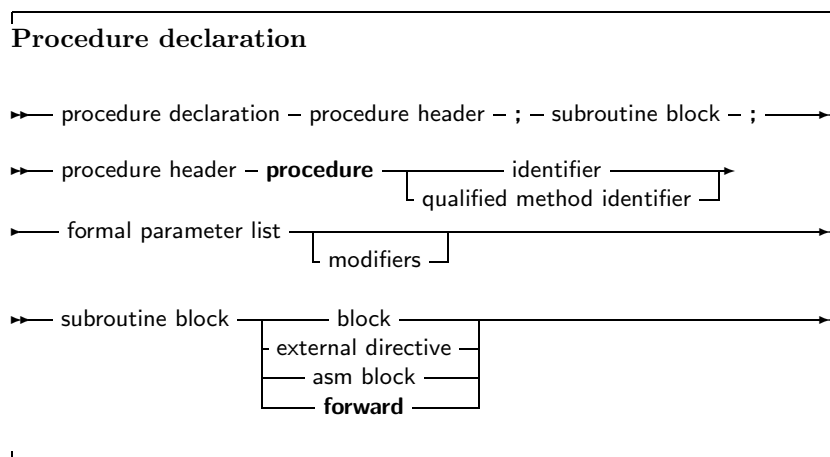 Procedure declaration
procedure declaration procedure header ; subroutine block ;
procedure header procedure identifier
qualified method identifier
formal parameter list
modifiers
subroutine block block
external directive
asm block
forward